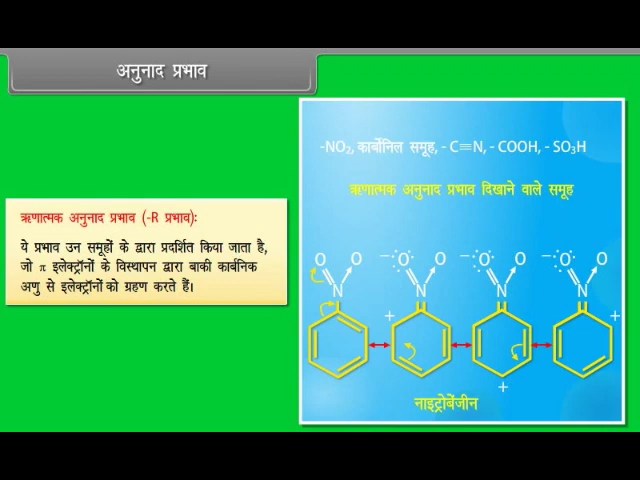 अनुनाद प्रभाव
-NO₂, कार्बोनिल समूह, - C≡N, - COOH, - SO₃H
ऋणात्मक अनुनाद प्रभाव दिखाने वाले समूह
ऋणात्मक अनुनाद प्रभाव (-R प्रभाव):
ये प्रभाव उन समूहों के द्वारा प्रदर्शित किया जाता है,
जो π इलेक्ट्रॉनों के विस्थापन द्वारा बाकी कार्बनिक
अणु से इलेक्ट्रॉनों को ग्रहण करते हैं।
O O − O O − O O − O O
N N N N
+ +
+
नाइट्रोबेंजीन